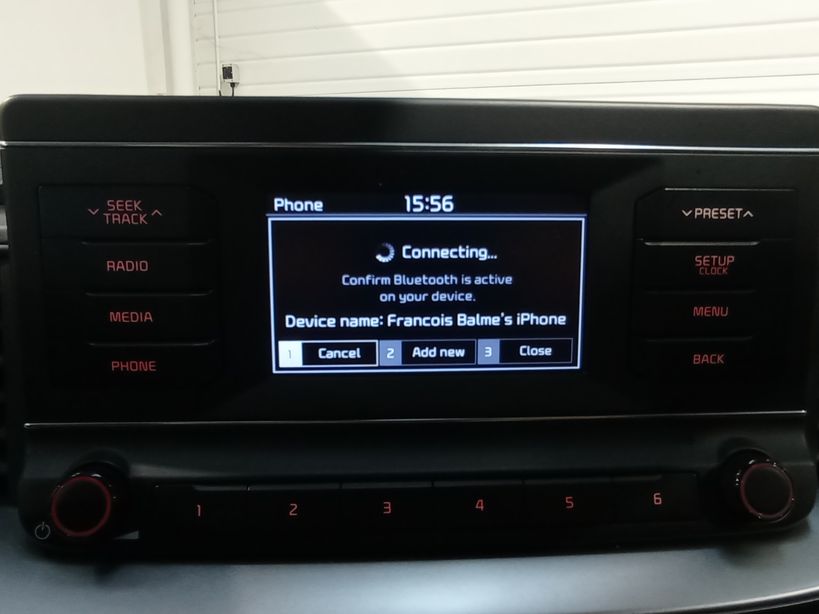 SEEK
TRACK
RADIO
MEDIA
PHONE
Phone 15:56
Connecting...
Confirm Bluetooth is active
on your device.
Device name: Francois Balme's iPhone
1 Cancel 2 Add new 3 Close
PRESET
SETUP
CLOCK
MENU
BACK
1 2 3 4 5 6